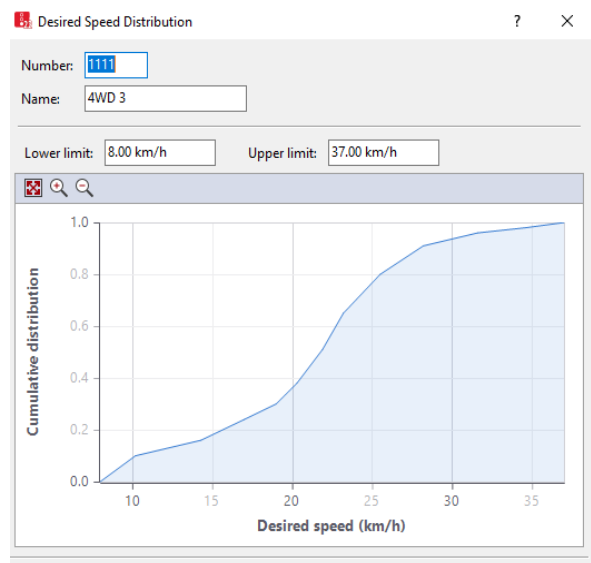 Desired Speed Distribution ? ×
Number: 1111
Name: 4WD 3
Lower limit: 8.00 km/h Upper limit: 37.00 km/h
1.0
0.8
0.6
0.4
0.2
0.0
Cumulative distribution
10 15 20 25 30 35
Desired speed (km/h)